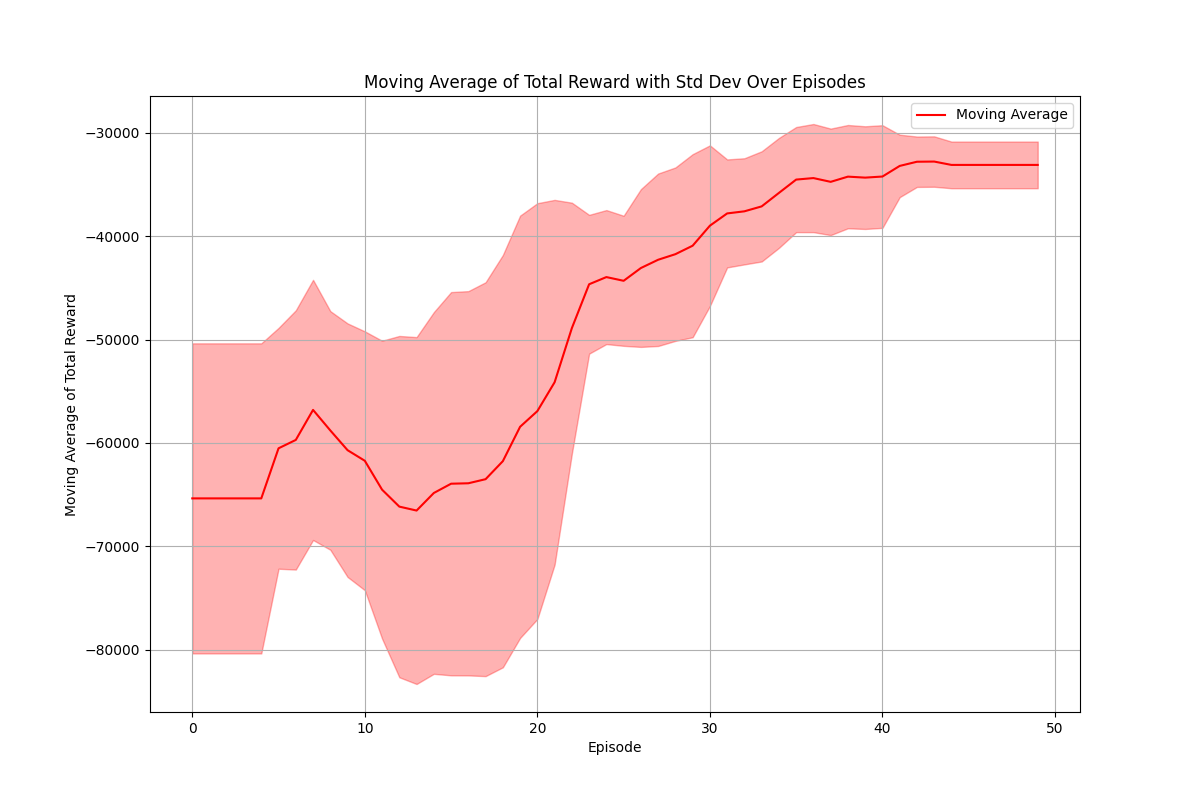 Moving Average of Total Reward with Std Dev Over Episodes
Moving Average
−30000
−40000
−50000
−60000
−70000
−80000
Moving Average of Total Reward
0 10 20 30 40 50
Episode